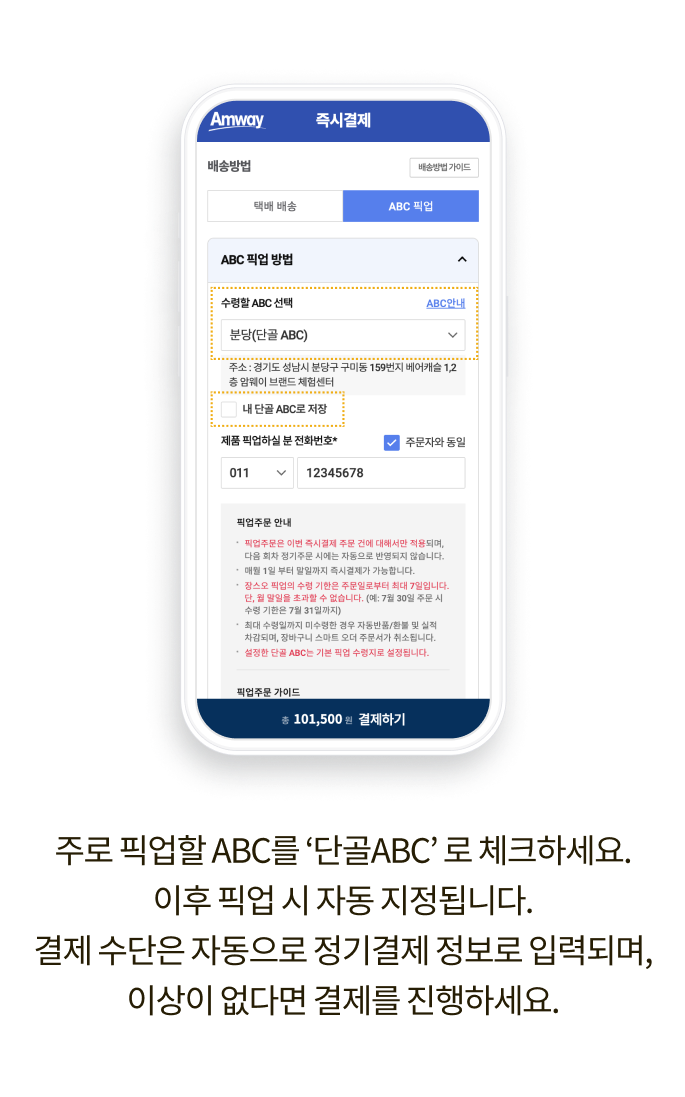 Amway
즉시결제
배송방법
배송방법 가이드
택배 배송
ABC 픽업
ABC 픽업 방법
수령할 ABC 선택
ABC안내
분당(단골 ABC)
주소 : 경기도 성남시 분당구 구미동 159번지 베어캐슬 1,2
층 암웨이 브랜드 체험센터
내 단골 ABC로 저장
제품 픽업하실 분 전화번호*
주문자와 동일
011
12345678
픽업주문 안내
· 픽업주문은 이번 즉시결제 주문 건에 대해서만 적용되며,
다음 회차 정기주문 시에는 자동으로 반영되지 않습니다.
· 매월 1일 부터 말일까지 즉시결제가 가능합니다.
· 장스오 픽업의 수령 기한은 주문일로부터 최대 7일입니다.
단, 월 말일을 초과할 수 없습니다. (예: 7월 30일 주문 시
수령 기한은 7월 31일까지)
· 최대 수령일까지 미수령한 경우 자동반품/환불 및 실적
차감되며, 장바구니 스마트 오더 주문서가 취소됩니다.
· 설정한 단골 ABC는 기본 픽업 수령지로 설정됩니다.
픽업주문 가이드
총 101,500 원 결제하기
주로 픽업할 ABC를 ‘단골ABC’ 로 체크하세요.
이후 픽업 시 자동 지정됩니다.
결제 수단은 자동으로 정기결제 정보로 입력되며,
이상이 없다면 결제를 진행하세요.